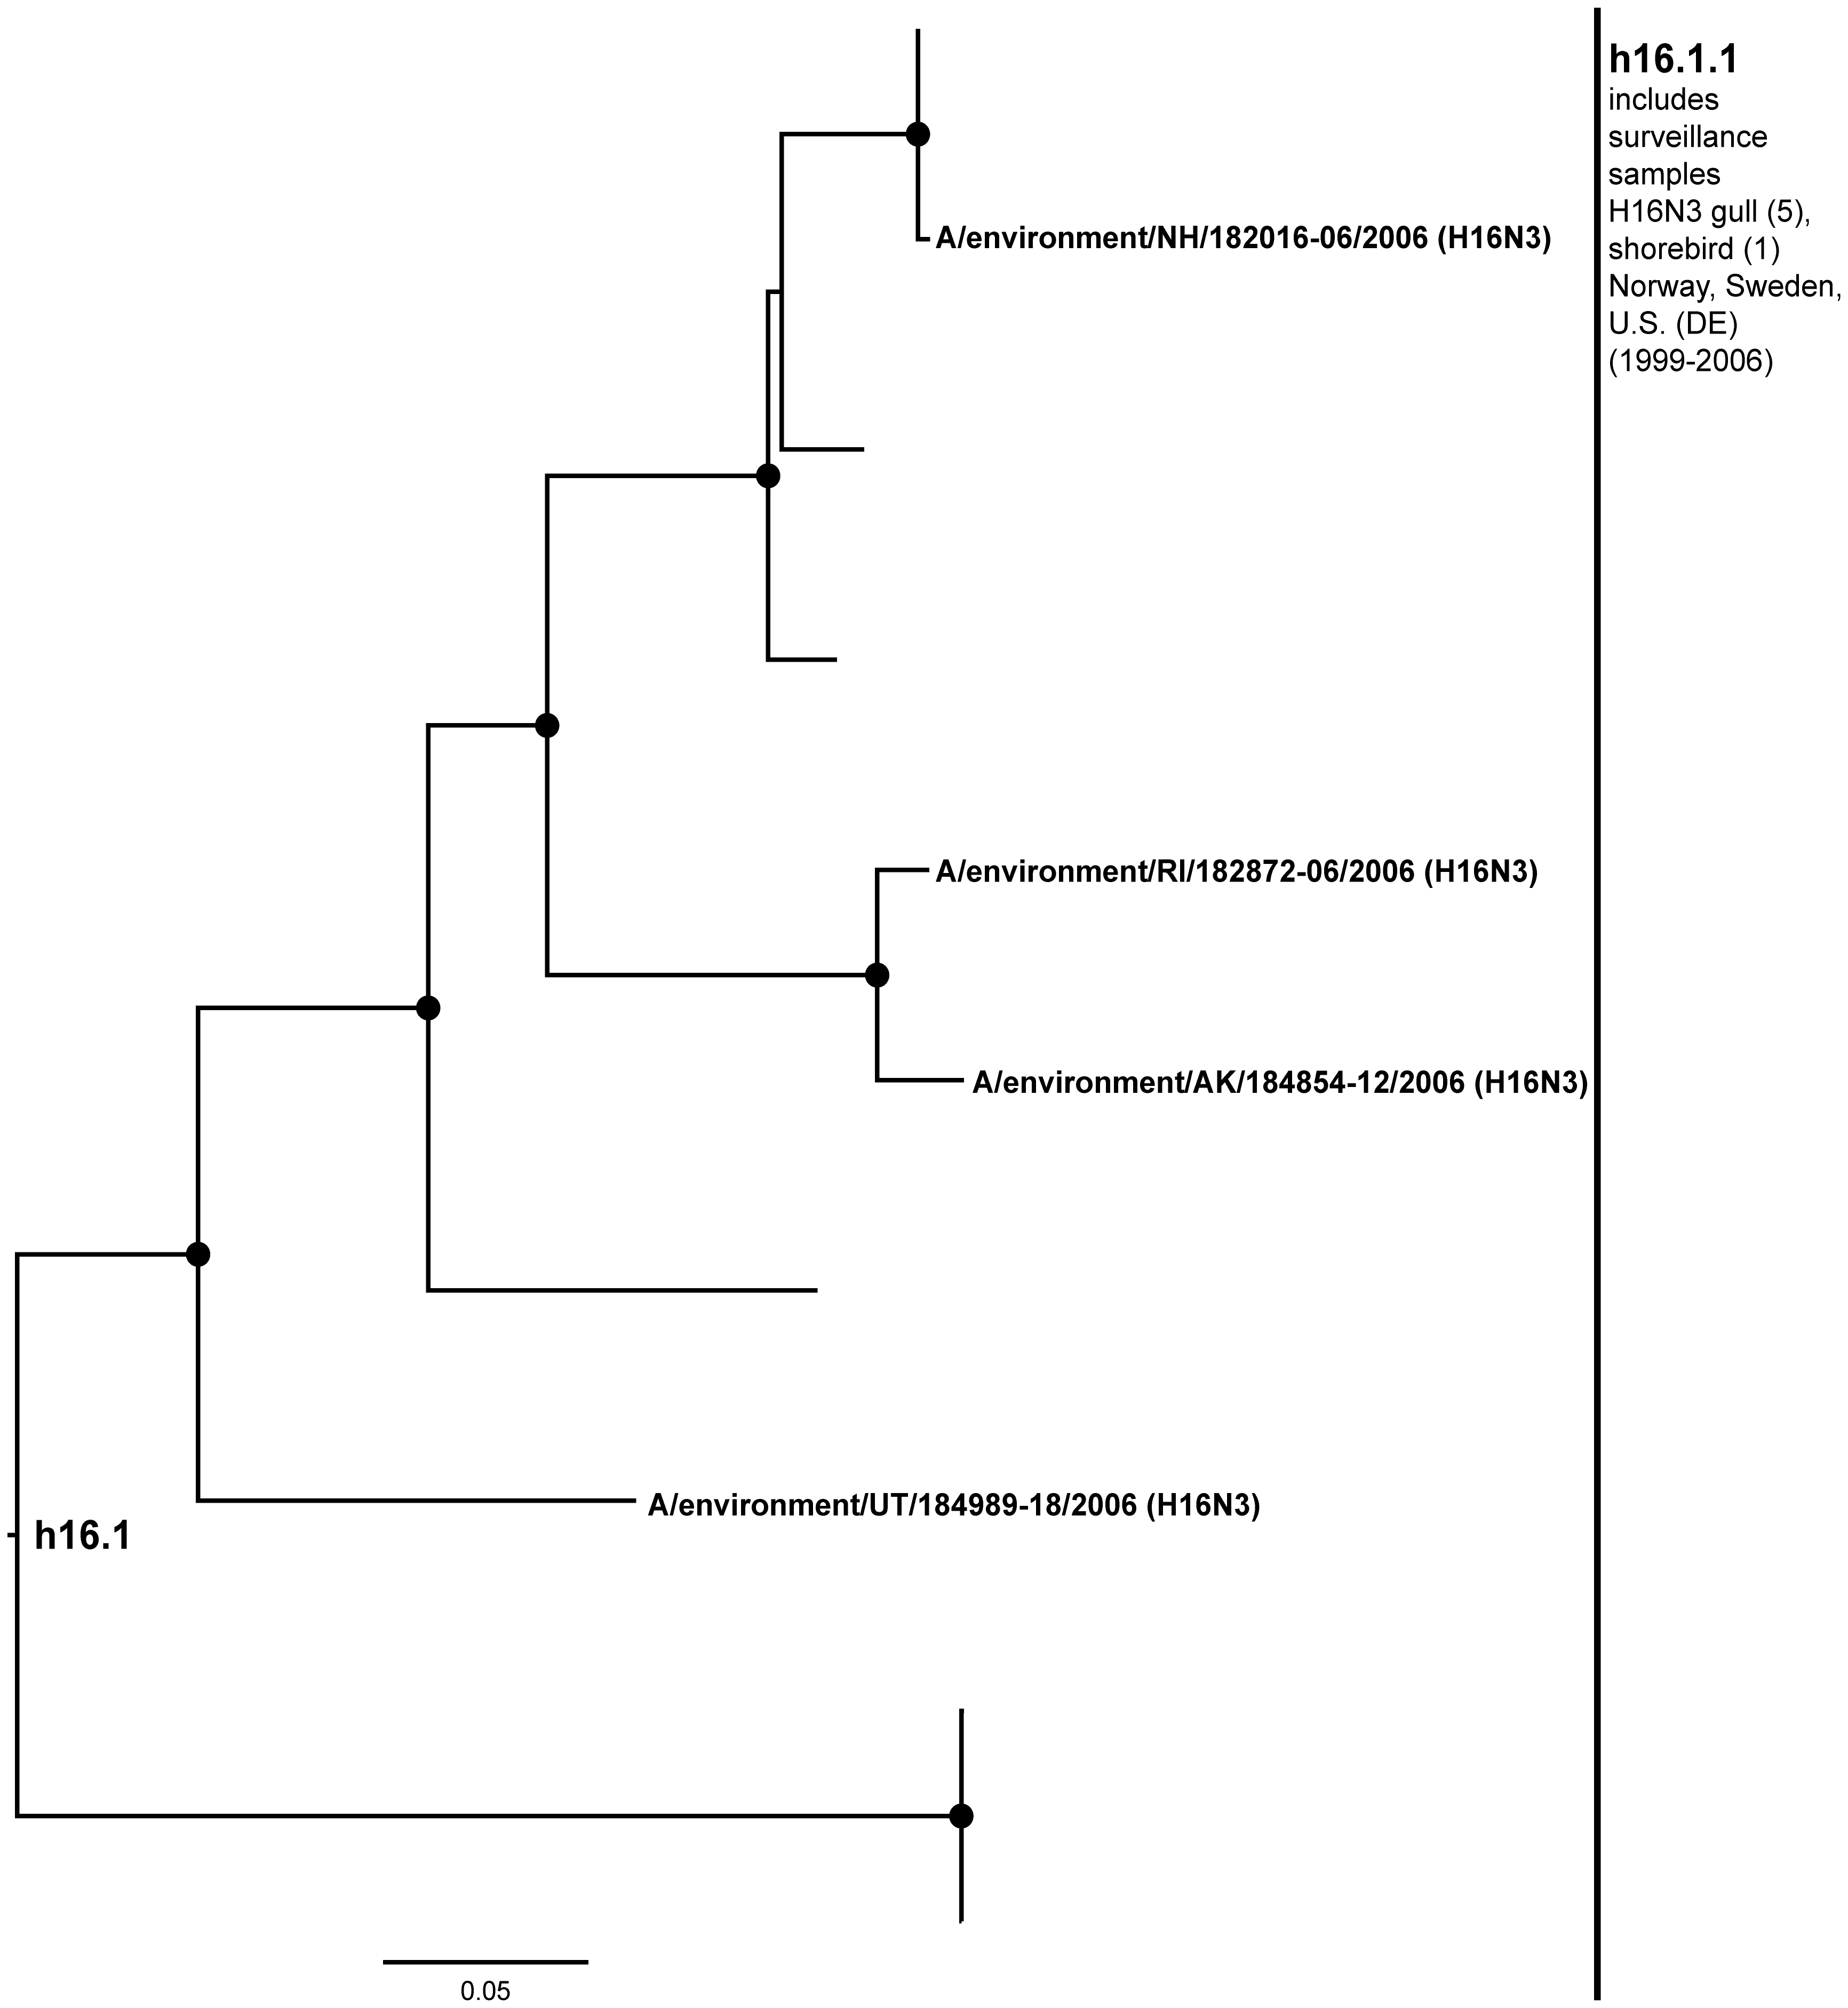 h16.1.1
includes
surveillance
samples
H16N3 gull (5),
shorebird (1)
Norway, Sweden,
U.S. (DE)
(1999-2006)
A/environment/NH/182016-06/2006 (H16N3)
A/environment/RI/182872-06/2006 (H16N3)
A/environment/AK/184854-12/2006 (H16N3)
A/environment/UT/184989-18/2006 (H16N3)
h16.1
0.05